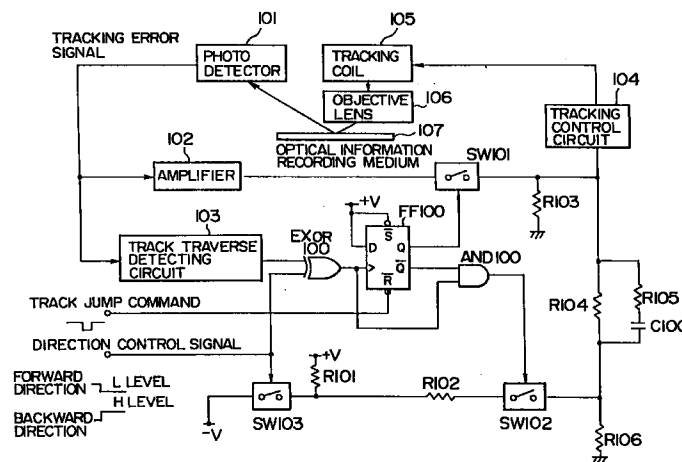 101
105
TRACKING ERROR
SIGNAL
PHOTO
DETECTOR
TRACKING
COIL
104
OBJECTIVE
LENS
106
107
TRACKING
CONTROL
CIRCUIT
OPTICAL INFORMATION
RECORDING MEDIUM
102
AMPLIFIER
SW101
R103
+V
FF100
103
TRACK TRAVERSE
DETECTING
CIRCUIT
EXOR
100
S
D
Q
Q
R
AND100
R104
R105
C100
TRACK JUMP COMMAND
DIRECTION CONTROL SIGNAL
FORWARD
DIRECTION
L LEVEL
H LEVEL
BACKWARD
DIRECTION
+V
R101
R102
-V
SW103
SW102
R106